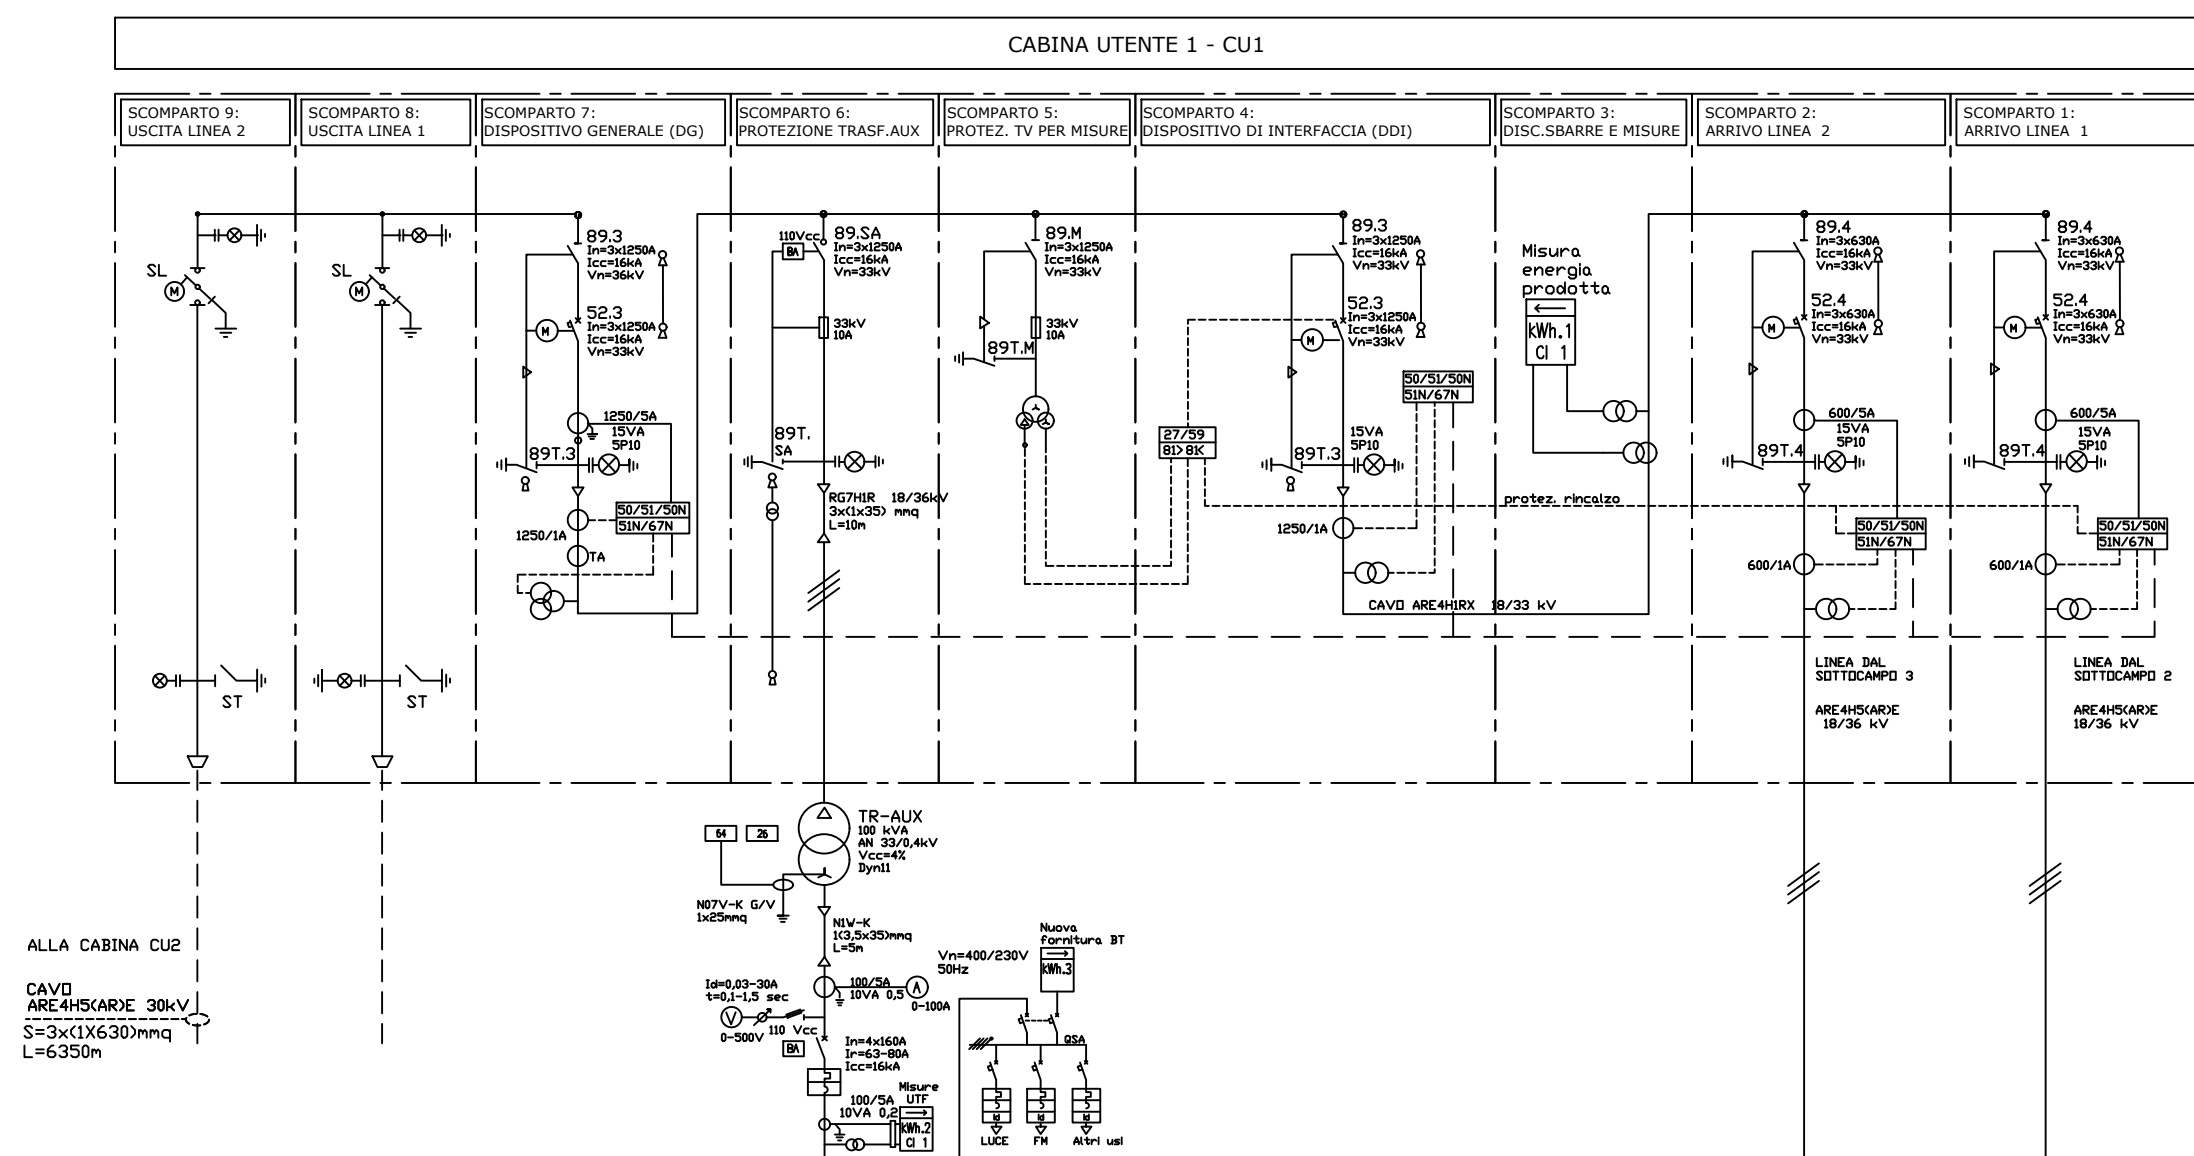 CABINA UTENTE 1 - CU1
SCOMPARTO 9:
USCITA LINEA 2
SCOMPARTO 8:
USCITA LINEA 1
SCOMPARTO 7:
DISPOSITIVO GENERALE (DG)
SCOMPARTO 6:
PROTEZIONE TRASF.AUX
SCOMPARTO 5:
PROTEZ. TV PER MISURE
SCOMPARTO 4:
DISPOSITIVO DI INTERFACCIA (DDI)
SCOMPARTO 3:
DISC.SBARRE E MISURE
SCOMPARTO 2:
ARRIVO LINEA 2
SCOMPARTO 1:
ARRIVO LINEA 1
SL
M
ST
SL
M
ST
89.3
In=3x1250A
Icc=16kA
Vn=36kV
52.3
In=3x1250A
Icc=16kA
Vn=33kV
M
1250/5A
15VA
5P10
89T.3
50/51/50N
51N/67N
1250/1A
TA
110Vcc
BA
89.SA
In=3x1250A
Icc=16kA
Vn=33kV
33kV
10A
89T.
SA
RG7H1R 18/36kV
3x(1x35) mmq
L=10m
89.M
In=3x1250A
Icc=16kA
Vn=33kV
33kV
10A
89T.M
27/59
81> 81<
89.3
In=3x1250A
Icc=16kA
Vn=33kV
52.3
In=3x1250A
Icc=16kA
Vn=33kV
M
50/51/50N
51N/67N
15VA
5P10
89T.3
1250/1A
CAVO ARE4H1RX 18/33 kV
Misura
energia
prodotta
kWh.1
Cl 1
protez. rincalzo
89.4
In=3x630A
Icc=16kA
Vn=33kV
52.4
In=3x630A
Icc=16kA
Vn=33kV
M
600/5A
15VA
5P10
89T.4
50/51/50N
51N/67N
600/1A
LINEA DAL
SOTTOCAMPO 3
ARE4H5(AR)E
18/36 kV
89.4
In=3x630A
Icc=16kA
Vn=33kV
52.4
In=3x630A
Icc=16kA
Vn=33kV
M
600/5A
15VA
5P10
89T.4
50/51/50N
51N/67N
600/1A
LINEA DAL
SOTTOCAMPO 2
ARE4H5(AR)E
18/36 kV
64
26
TR-AUX
100 kVA
AN 33/0,4kV
Vcc=4%
Dyn11
N07V-K G/V
1x25mmq
N1W-K
1(3,5x35)mmq
L=5m
Id=0,03-30A
t=0,1-1,5 sec
100/5A
10VA 0,5
A
0-100A
V
0-500V
110 Vcc
BA
In=4x160A
Ir=63-80A
Icc=16kA
Misure
UTF
100/5A
10VA 0,2
kWh.2
Cl 1
Vn=400/230V
50Hz
Nuova
fornitura BT
kWh.3
QSA
Id
Id
Id
LUCE
FM
Altri usi
ALLA CABINA CU2
CAVO
ARE4H5(AR)E 30kV
S=3x(1X630)mmq
L=6350m